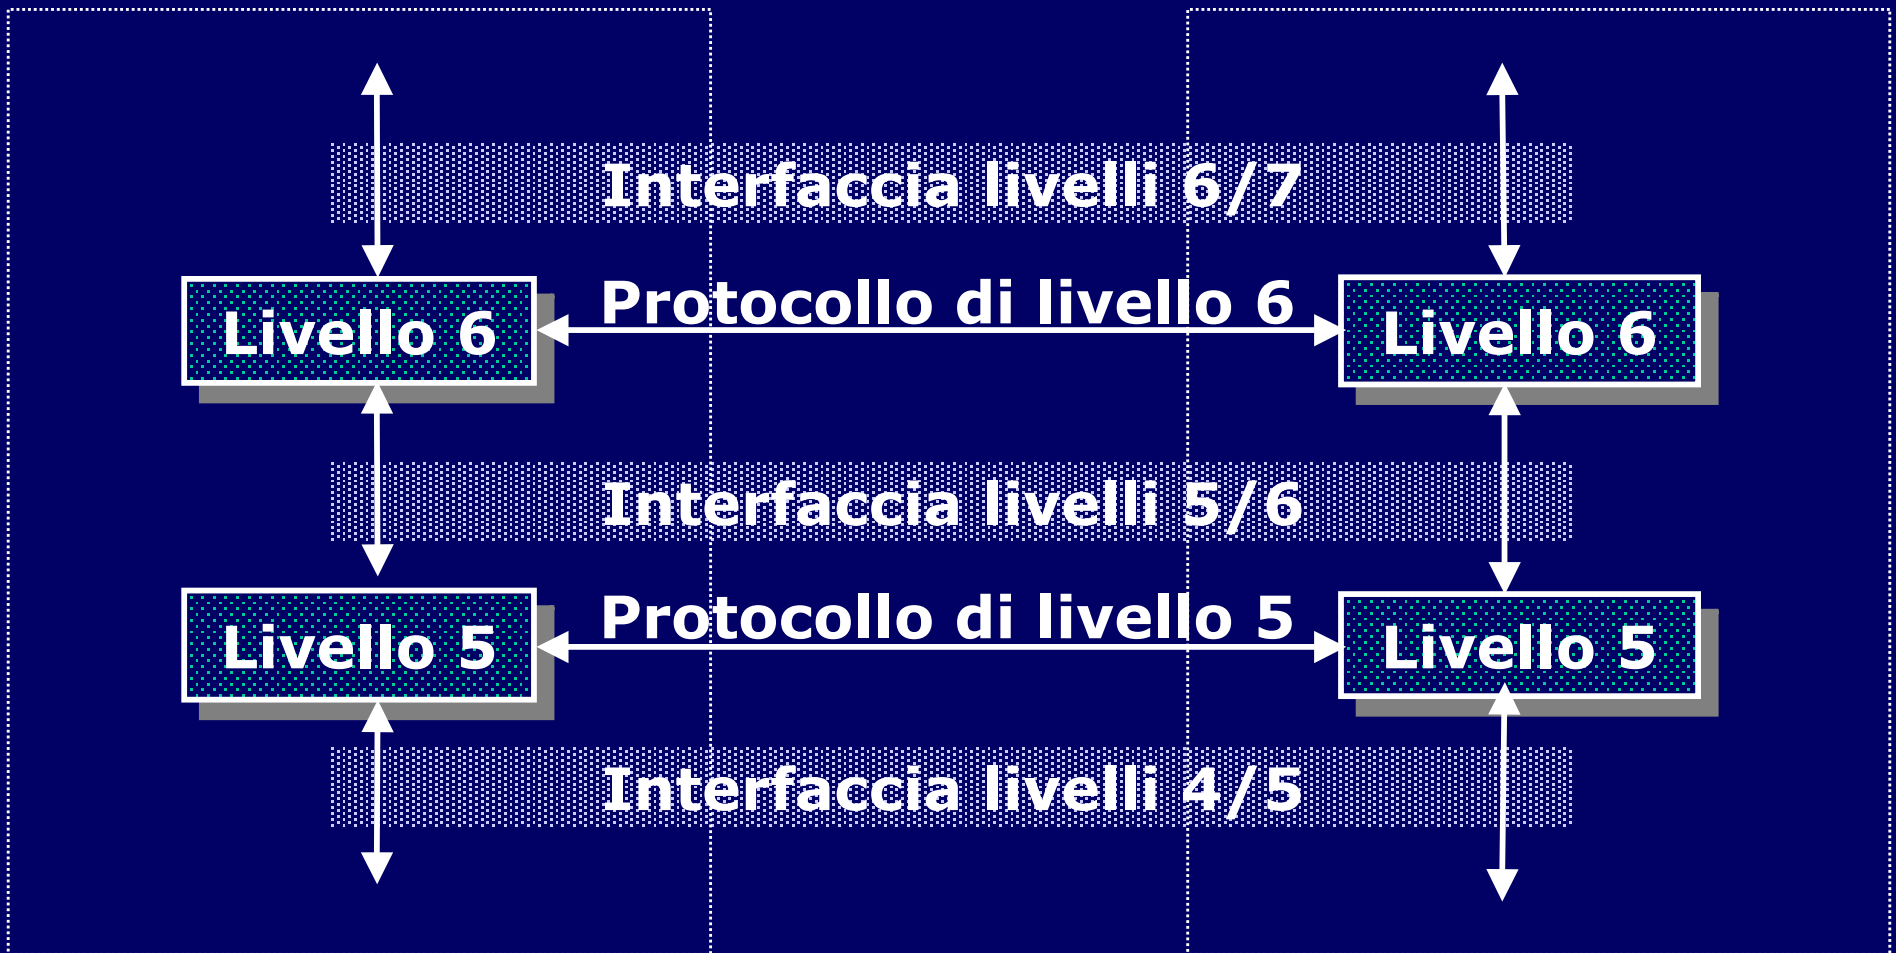 Interfaccia livelli 6/7
Protocollo di livello 6
Livello 6
Livello 6
Interfaccia livelli 5/6
Protocollo di livello 5
Livello 5
Livello 5
Interfaccia livelli 4/5